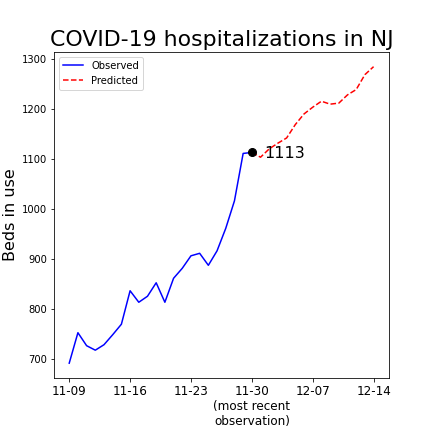 COVID-19 hospitalizations in NJ
Observed
Predicted
1300
1200
1100
1000
900
800
700
Beds in use
1113
11-09 11-16 11-23 11-30 12-07 12-14
(most recent
observation)